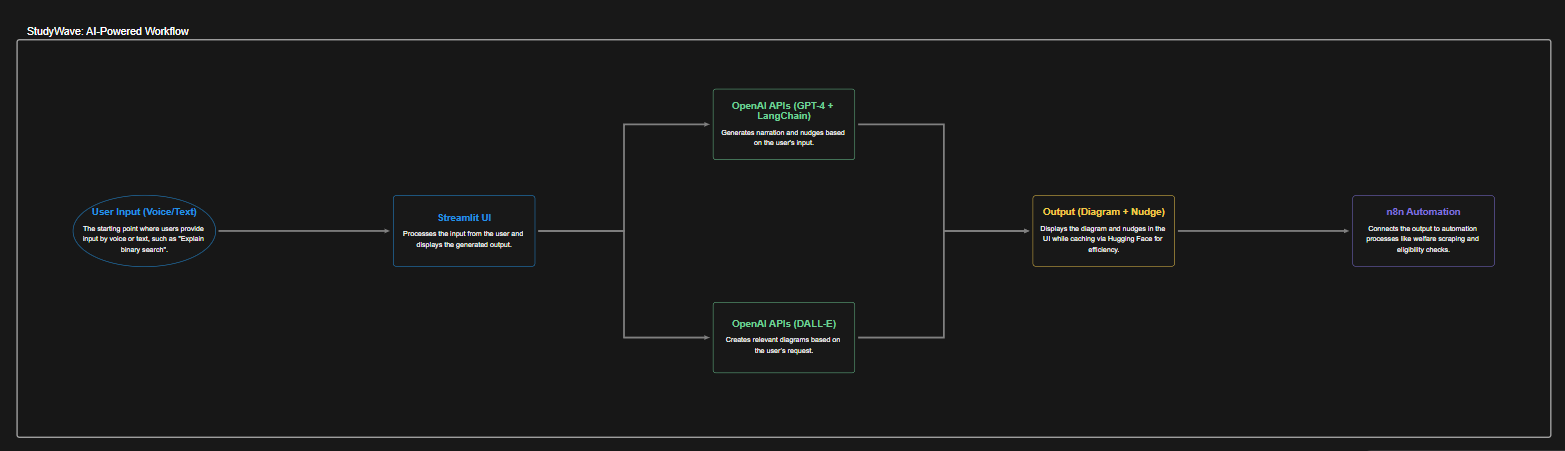 StudyWave: AI-Powered Workflow
User Input (Voice/Text)
The starting point where users provide
input by voice or text, such as "Explain
binary search".
Streamlit UI
Processes the input from the user and
displays the generated output.
OpenAI APIs (GPT-4 +
LangChain)
Generates narration and nudges based
on the user's input.
OpenAI APIs (DALL-E)
Creates relevant diagrams based on
the user's request.
Output (Diagram + Nudge)
Displays the diagram and nudges in the
UI while caching via Hugging Face for
efficiency.
n8n Automation
Connects the output to automation
processes like welfare scraping and
eligibility checks.